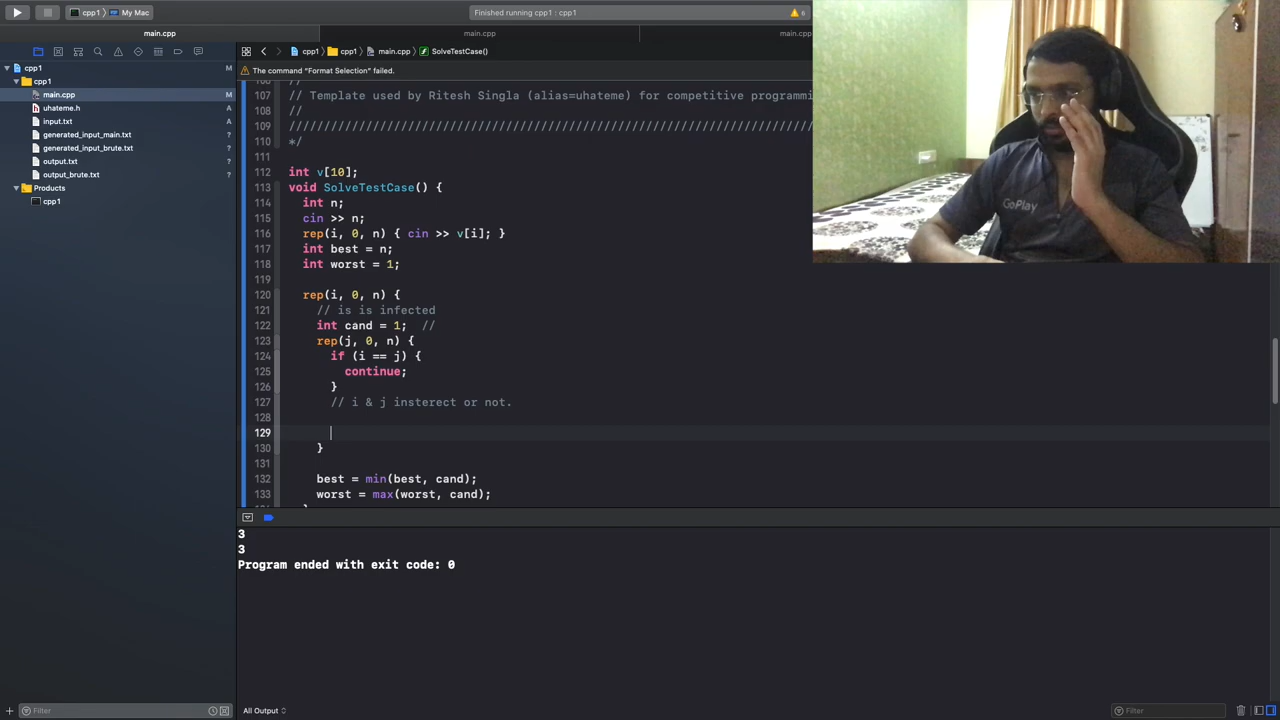 cpp1 〉 My Mac
Finished running cpp1 : cpp1
6
main.cpp
main.cpp
main.cpp
cpp1 M
cpp1
main.cpp M
uhateme.h A
input.txt A
generated_input_main.txt ?
generated_input_brute.txt ?
output.txt ?
output_brute.txt ?
Products
cpp1
cpp1 〉 cpp1 〉 main.cpp 〉 SolveTestCase()
The command “Format Selection” failed.
107 // Template used by Ritesh Singla (alias=uhateme) for competitive programmi
108 //
109 //////////////////////////////////////////////////////////////////////////
110 */
111
112 int v[10];
113 void SolveTestCase() {
114 int n;
115 cin >> n;
116 rep(i, 0, n) { cin >> v[i]; }
117 int best = n;
118 int worst = 1;
119
120 rep(i, 0, n) {
121 // is is infected
122 int cand = 1; //
123 rep(j, 0, n) {
124 if (i == j) {
125 continue;
126 }
127 // i & j insterect or not.
128
129
130 }
131
132 best = min(best, cand);
133 worst = max(worst, cand);
3
3
Program ended with exit code: 0
GoPlay
Filter
All Output
Filter